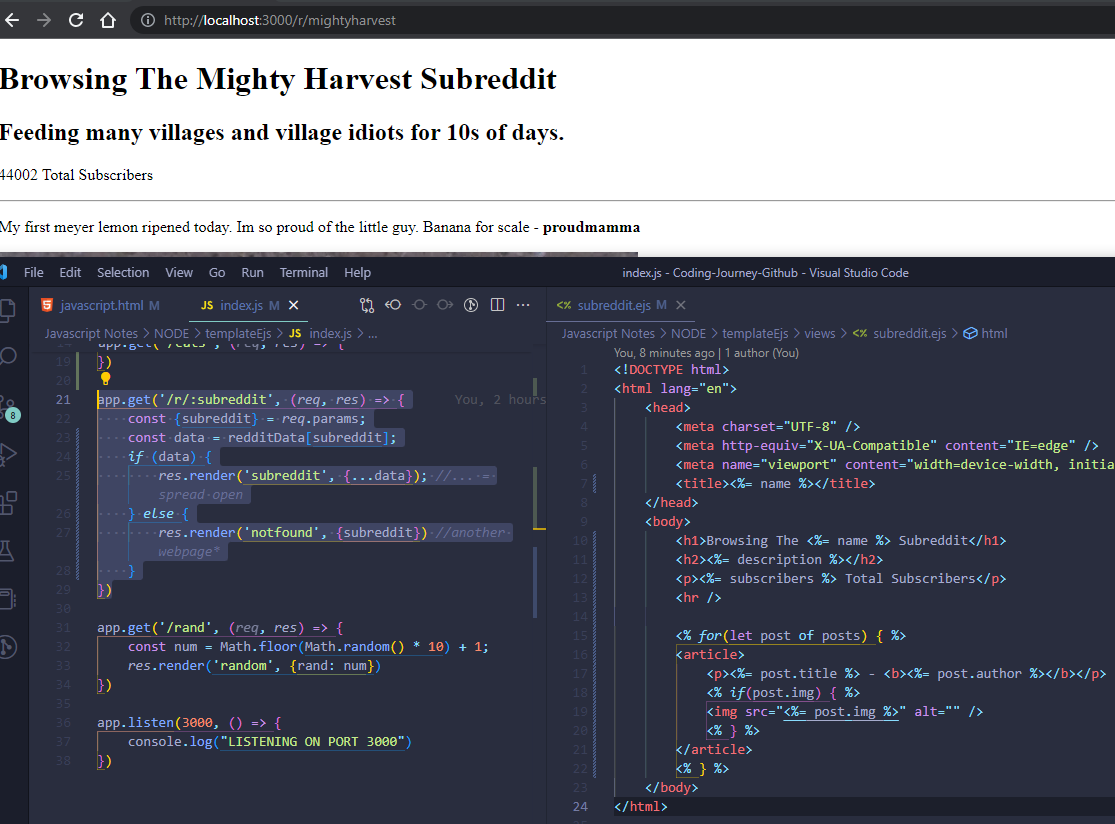 http://localhost:3000/r/mightyharvest
Browsing The Mighty Harvest Subreddit
Feeding many villages and village idiots for 10s of days.
44002 Total Subscribers
My first meyer lemon ripened today. Im so proud of the little guy. Banana for scale - proudmamma
File Edit Selection View Go Run Terminal Help
index.js - Coding-Journey-Github - Visual Studio Code
javascript.html M
JS index.js M
Javascript Notes > NODE > templateEjs > JS index.js > ...
8
19 })
20
21 app.get('/r/:subreddit', (req, res) => { You, 2 hours
22 const {subreddit} = req.params;
23 const data = redditData[subreddit];
24 if (data) {
25 res.render('subreddit', {...data}); //... =
spread open
26 } else {
27 res.render('notfound', {subreddit}) //another
webpage*
28 }
29 })
30
31 app.get('/rand', (req, res) => {
32 const num = Math.floor(Math.random() * 10) + 1;
33 res.render('random', {rand: num})
34 })
35
36 app.listen(3000, () => {
37 console.log("LISTENING ON PORT 3000")
38 })
<% subreddit.ejs M
Javascript Notes > NODE > templateEjs > views > <% subreddit.ejs > html
You, 8 minutes ago | 1 author (You)
1 <!DOCTYPE html>
2 <html lang="en">
3 <head>
4 <meta charset="UTF-8" />
5 <meta http-equiv="X-UA-Compatible" content="IE=edge" />
6 <meta name="viewport" content="width=device-width, initia
7 <title><%= name %></title>
8 </head>
9 <body>
10 <h1>Browsing The <%= name %> Subreddit</h1>
11 <h2><%= description %></h2>
12 <p><%= subscribers %> Total Subscribers</p>
13 <hr />
14
15 <% for(let post of posts) { %>
16 <article>
17 <p><%= post.title %> - <b><%= post.author %></b></p>
18 <% if(post.img) { %>
19 <img src="<%= post.img %>" alt="" />
20 <% } %>
21 </article>
22 <% } %>
23 </body>
24 </html>